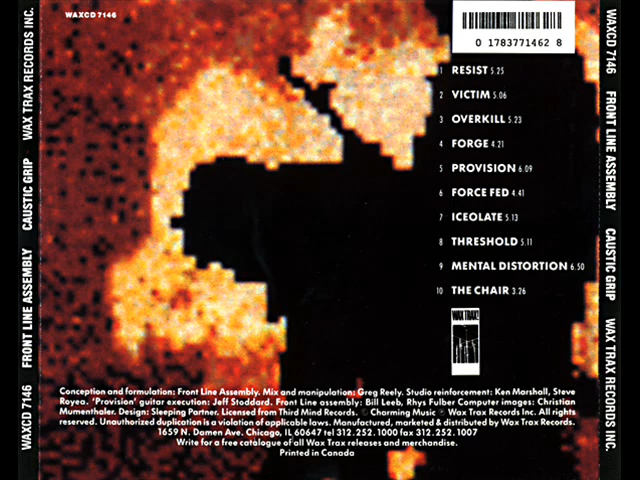 WAXCD 7146
0 1783771462 8
1 RESIST 5.25
2 VICTIM 5.06
3 OVERKILL 5.23
4 FORGE 4.21
5 PROVISION 6.09
6 FORCE FED 4.41
7 ICEOLATE 5.13
8 THRESHOLD 5.11
9 MENTAL DISTORTION 6.50
10 THE CHAIR 3.26
WAX TRAX!
Conception and formulation: Front Line Assembly. Mix and manipulation: Greg Reely. Studio reinforcement: Ken Marshall, Steve
Royea. 'Provision' guitar execution: Jeff Stoddard. Front Line assembly: Bill Leeb, Rhys Fulber Computer images: Christian
Mumenthaler. Design: Sleeping Partner. Licensed from Third Mind Records. © Charming Music ℗ Wax Trax Records Inc. All rights
reserved. Unauthorized duplication is a violation of applicable laws. Manufactured, marketed & distributed by Wax Trax Records.
1659 N. Damen Ave. Chicago, IL 60647 tel 312.252.1000 fax 312.252.1007
Write for a free catalogue of all Wax Trax releases and merchandise.
Printed in Canada
WAXCD 7146 FRONT LINE ASSEMBLY CAUSTIC GRIP WAX TRAX RECORDS INC.
WAXCD 7146 FRONT LINE ASSEMBLY CAUSTIC GRIP WAX TRAX RECORDS INC.